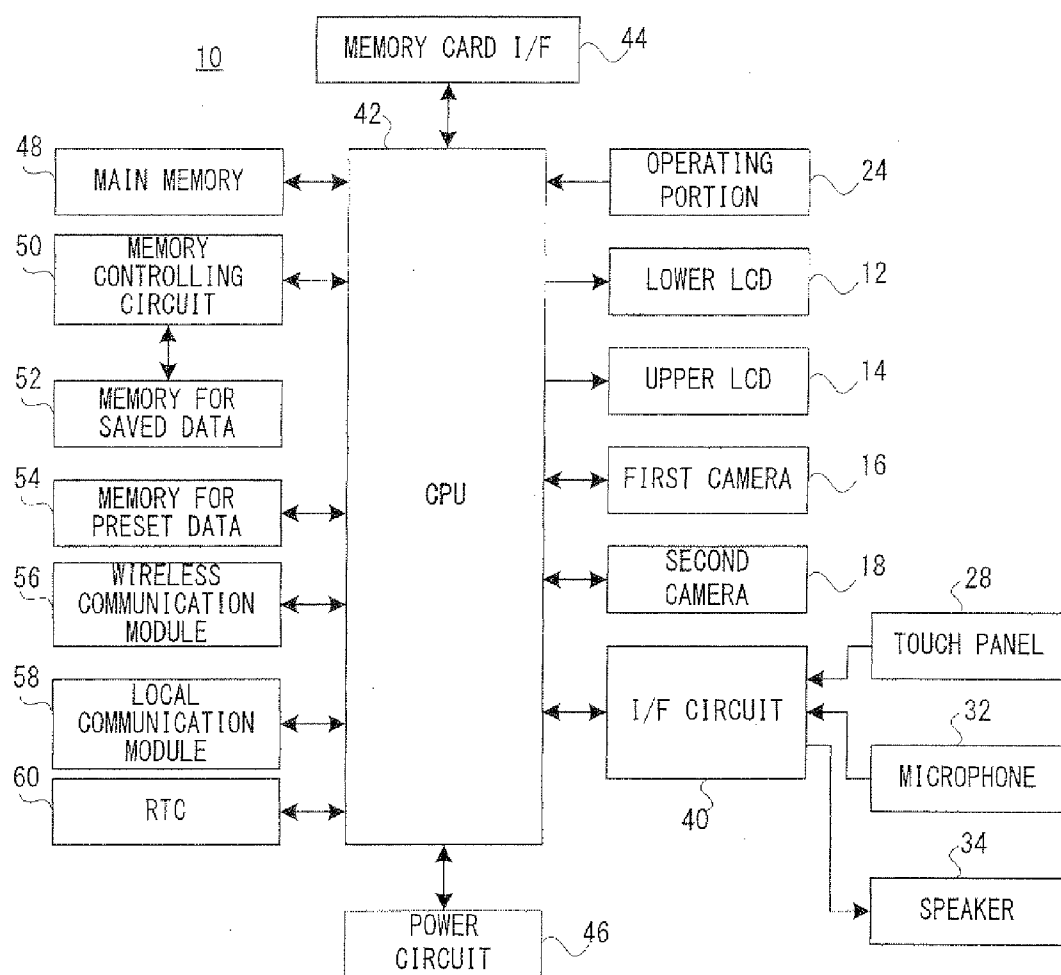 10
MEMORY CARD I/F
44
42
48
MAIN MEMORY
OPERATING
PORTION
24
50
MEMORY
CONTROLLING
CIRCUIT
LOWER LCD
12
52
MEMORY FOR
SAVED DATA
UPPER LCD
14
54
MEMORY FOR
PRESET DATA
CPU
FIRST CAMERA
16
56
WIRELESS
COMMUNICATION
MODULE
SECOND
CAMERA
18
28
TOUCH PANEL
58
LOCAL
COMMUNICATION
MODULE
I/F CIRCUIT
40
32
MICROPHONE
60
RTC
34
SPEAKER
POWER
CIRCUIT
46